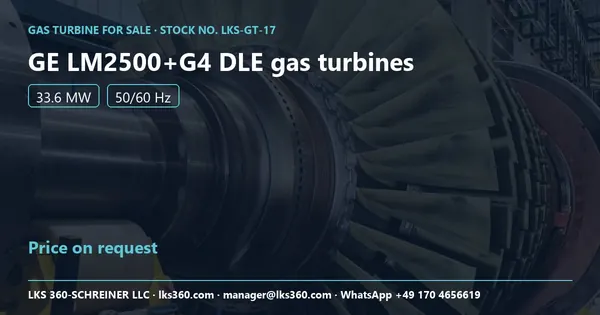 GAS TURBINE FOR SALE · STOCK NO. LKS-GT-17
GE LM2500+G4 DLE gas turbines
33.6 MW
50/60 Hz
Price on request
LKS 360-SCHREINER LLC · lks360.com · manager@lks360.com · WhatsApp +49 170 4656619